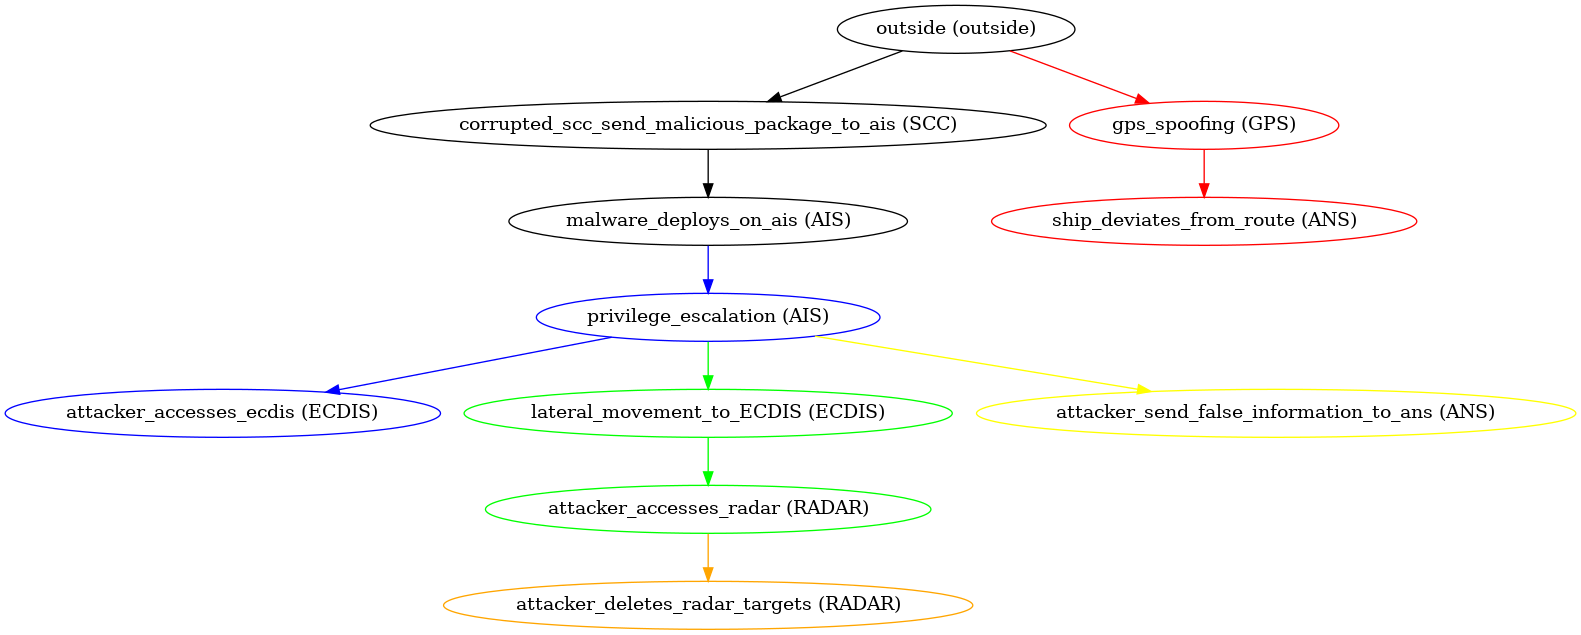 outside (outside)
corrupted_scc_send_malicious_package_to_ais (SCC)
gps_spoofing (GPS)
malware_deploys_on_ais (AIS)
ship_deviates_from_route (ANS)
privilege_escalation (AIS)
attacker_accesses_ecdis (ECDIS)
lateral_movement_to_ECDIS (ECDIS)
attacker_send_false_information_to_ans (ANS)
attacker_accesses_radar (RADAR)
attacker_deletes_radar_targets (RADAR)